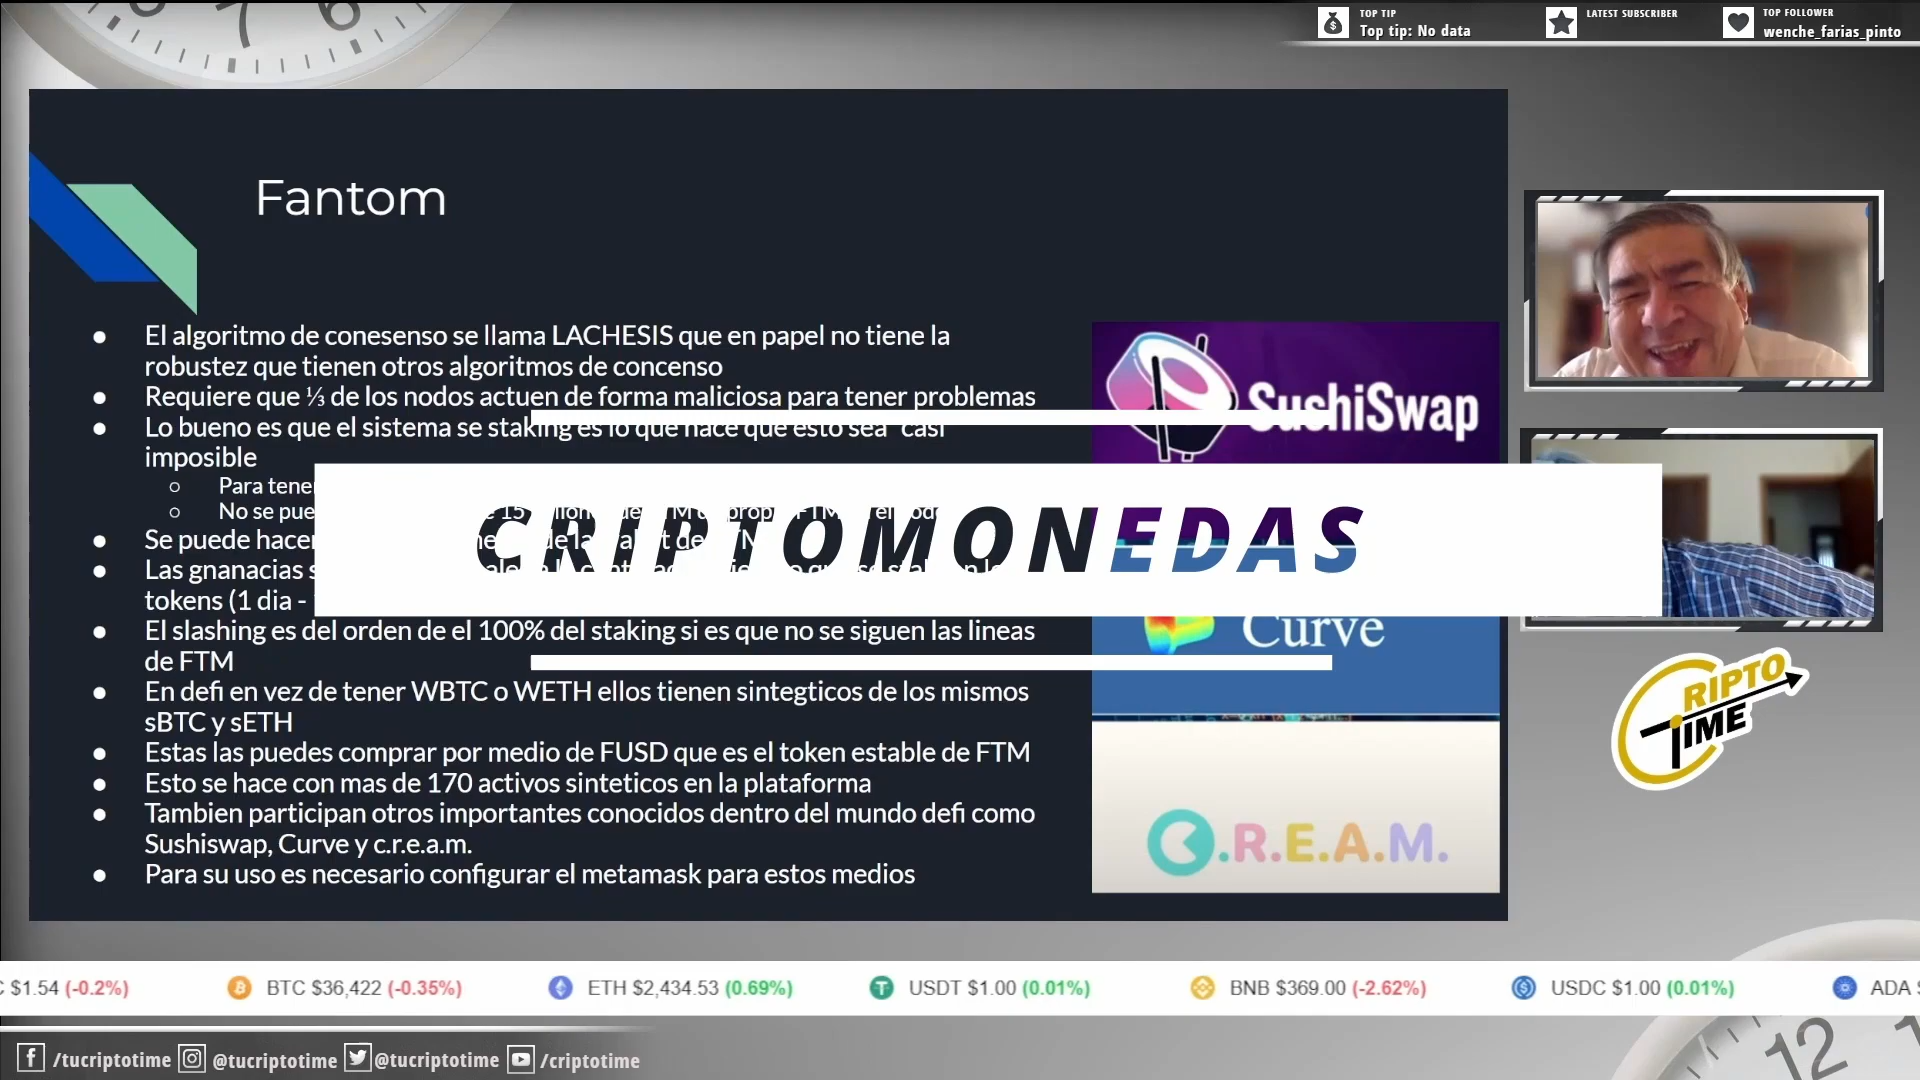 TOP TIP
Top tip: No data
LATEST SUBSCRIBER
TOP FOLLOWER
wenche_farias_pinto
Fantom
El algoritmo de conesenso se llama LACHESIS que en papel no tiene la
robustez que tienen otros algoritmos de concenso
Requiere que ⅓ de los nodos actuen de forma maliciosa para tener problemas
Lo bueno es que el sistema se staking es lo que hace que esto sea "casi
imposible
Para tener
No se
Se puede hacer
Las gnanacias
tokens (1 dia -
El slashing es del orden de el 100% del staking si es que no se siguen las lineas
de FTM
En defi en vez de tener WBTC o WETH ellos tienen sintegticos de los mismos
sBTC y sETH
Estas las puedes comprar por medio de FUSD que es el token estable de FTM
Esto se hace con mas de 170 activos sinteticos en la plataforma
Tambien participan otros importantes conocidos dentro del mundo defi como
Sushiswap, Curve y c.r.e.a.m.
Para su uso es necesario configurar el metamask para estos medios
SushiSwap
CRIPTOMONEDAS
Curve
C.R.E.A.M.
CRIPTO
TIME
$1.54 (-0.2%) BTC $36,422 (-0.35%) ETH $2,434.53 (0.69%) USDT $1.00 (0.01%) BNB $369.00 (-2.62%) USDC $1.00 (0.01%) ADA
/tucriptotime @tucriptotime @tucriptotime /criptotime
7
6
12